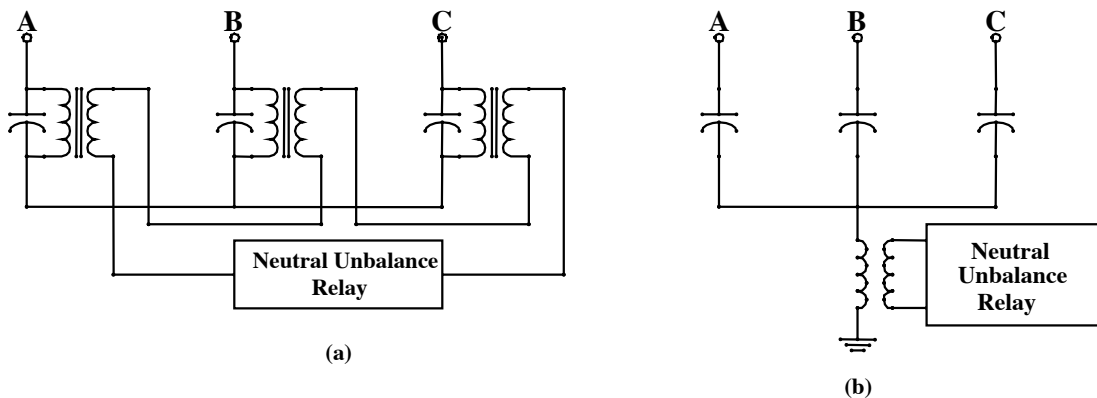 A B C
Neutral Unbalance
Relay
(a)
A B C
Neutral
Unbalance
Relay
(b)